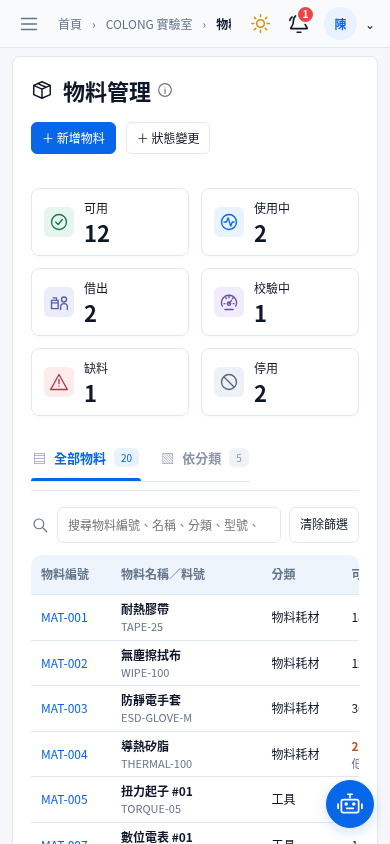 首頁 › COLONG 實驗室 › 物
1
陳
物料管理
＋ 新增物料
＋ 狀態變更
可用
12
使用中
2
借出
2
校驗中
1
缺料
1
停用
2
全部物料 20
依分類 5
搜尋物料編號、名稱、分類、型號、
清除篩選
物料編號 物料名稱／料號 分類
MAT-001 耐熱膠帶 物料耗材
TAPE-25
MAT-002 無塵擦拭布 物料耗材
WIPE-100
MAT-003 防靜電手套 物料耗材
ESD-GLOVE-M
MAT-004 導熱矽脂 物料耗材
THERMAL-100
MAT-005 扭力起子 #01 工具
TORQUE-05
數位電表 #01